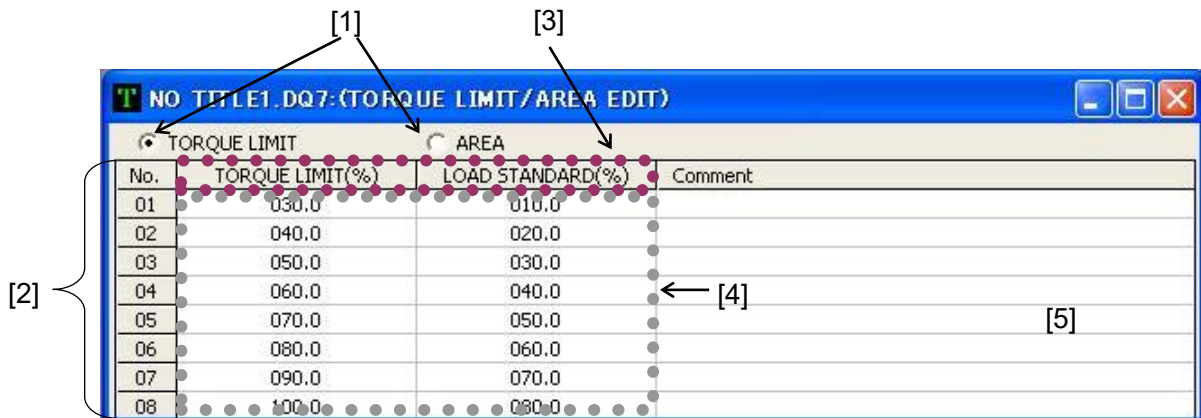 [1] [3]
T NO TITLE1.DQ7:(TORQUE LIMIT/AREA EDIT)
TORQUE LIMIT AREA
No. TORQUE LIMIT(%) LOAD STANDARD(%) Comment
01 030.0 010.0
02 040.0 020.0
03 050.0 030.0
[2] 04 060.0 040.0 [4]
05 070.0 050.0 [5]
06 080.0 060.0
07 090.0 070.0
08 100.0 080.0